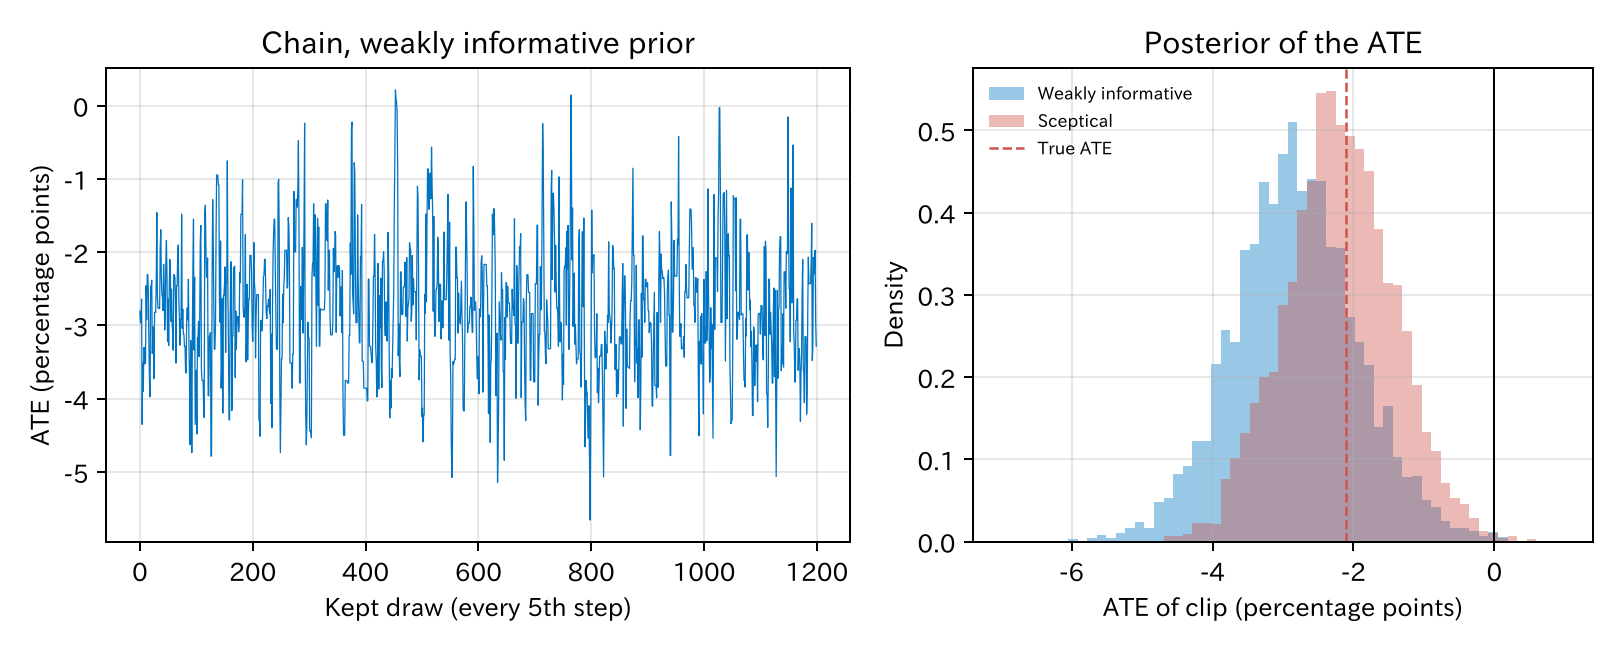 Chain, weakly informative prior
ATE (percentage points)
0
-1
-2
-3
-4
-5
0 200 400 600 800 1000 1200
Kept draw (every 5th step)
Posterior of the ATE
Weakly informative
Sceptical
True ATE
Density
0.5
0.4
0.3
0.2
0.1
0.0
-6 -4 -2 0
ATE of clip (percentage points)